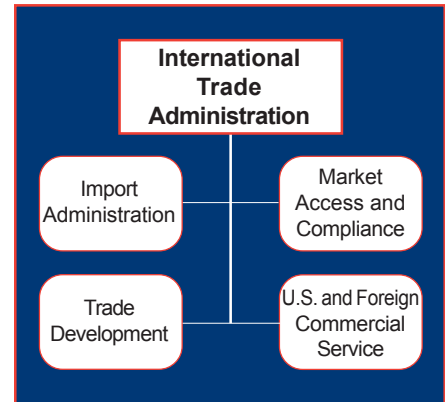 International
Trade
Administration
Import
Administration
Market
Access and
Compliance
Trade
Development
U.S. and Foreign
Commercial
Service